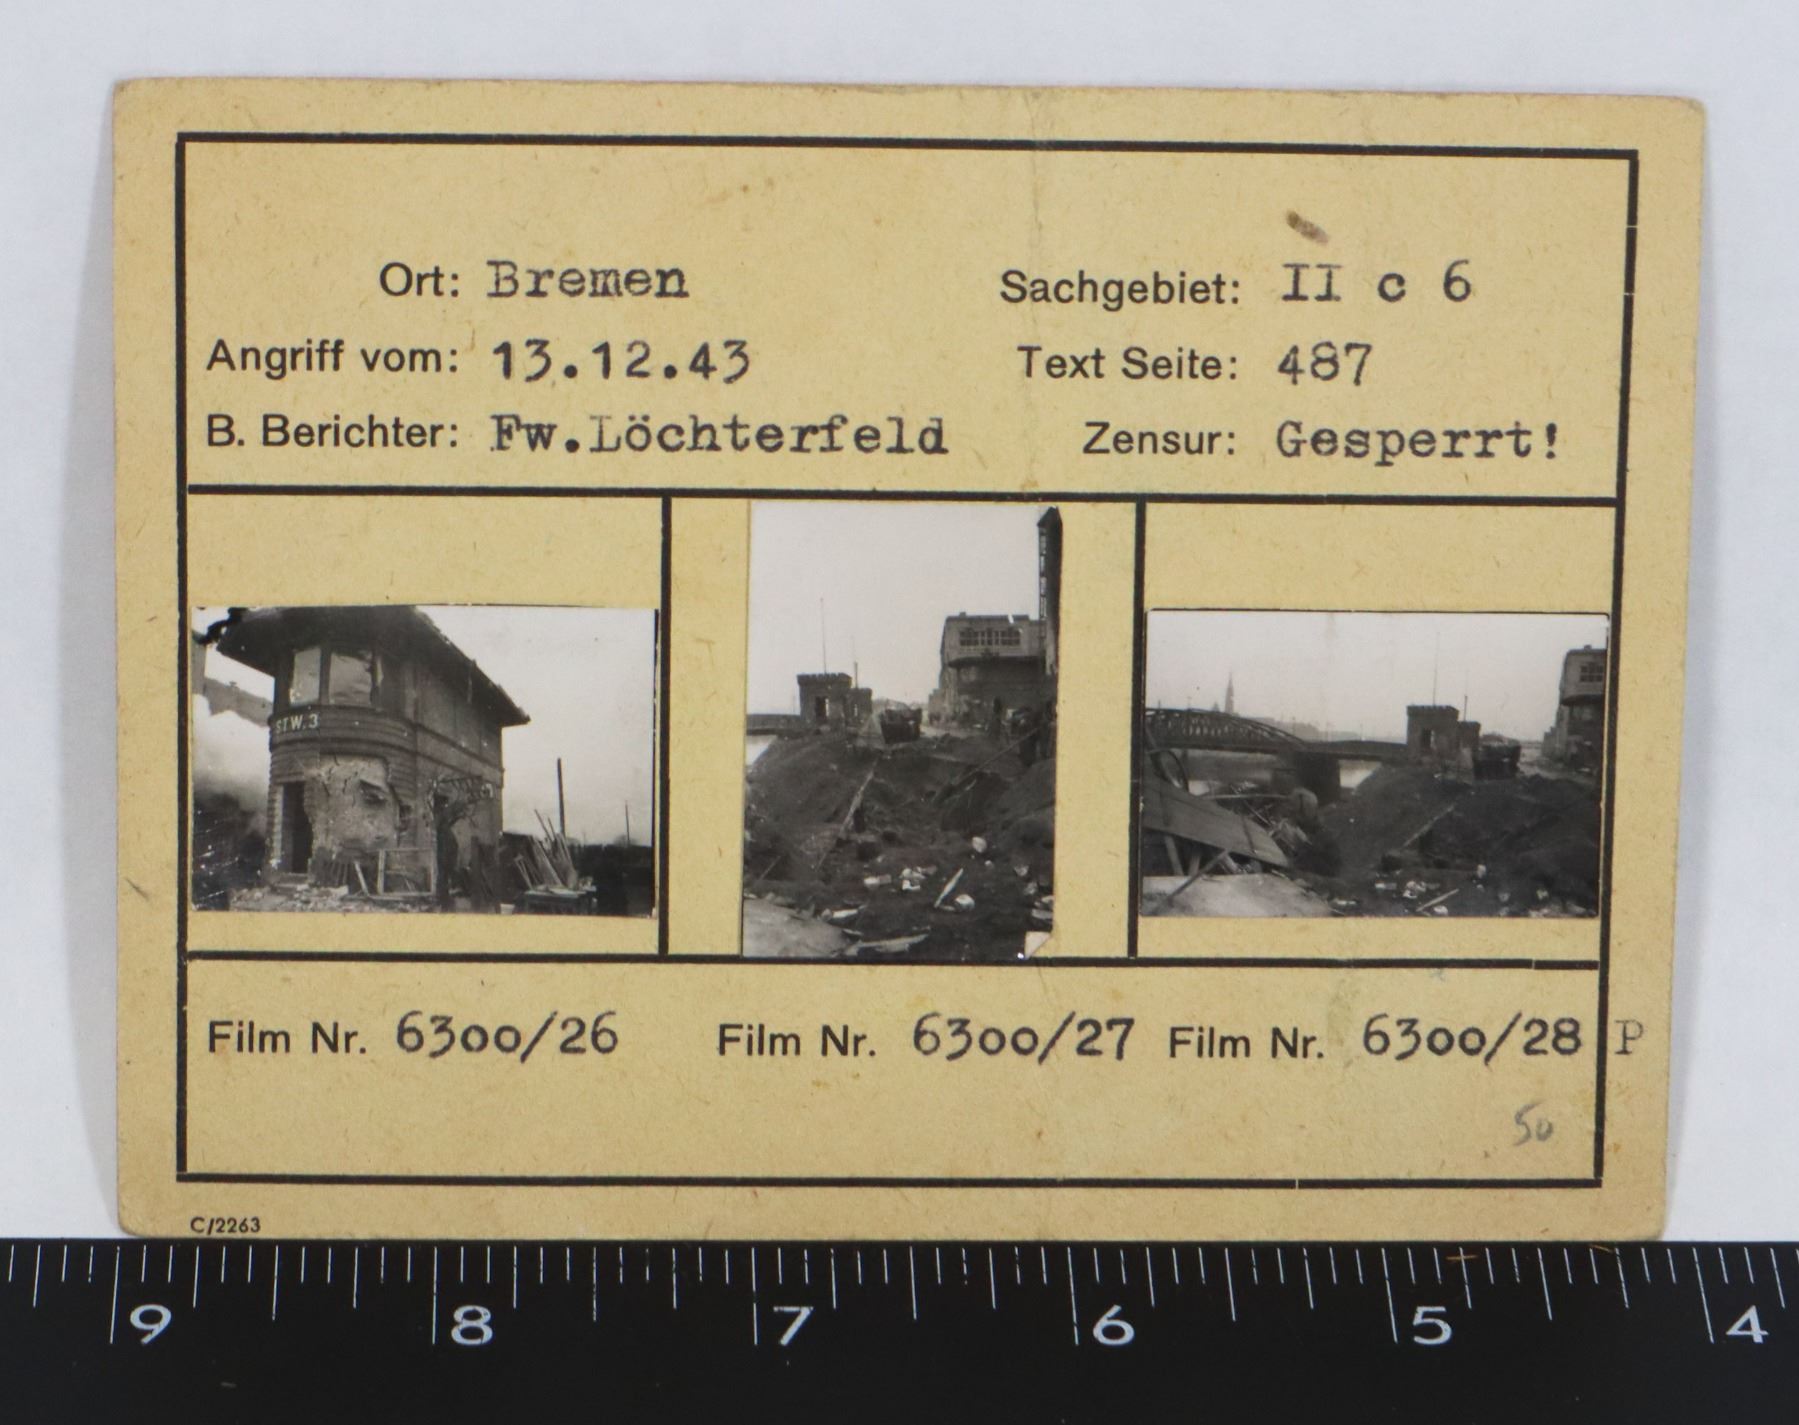 Ort: Bremen
Sachgebiet: II c 6
Angriff vom: 13.12.43
Text Seite: 487
B. Berichter: Fw.Löchterfeld
Zensur: Gesperrt!
STW.3
Film Nr. 6300/26
Film Nr. 6300/27
Film Nr. 6300/28 P
50
C/2263
9 8 7 6 5 4